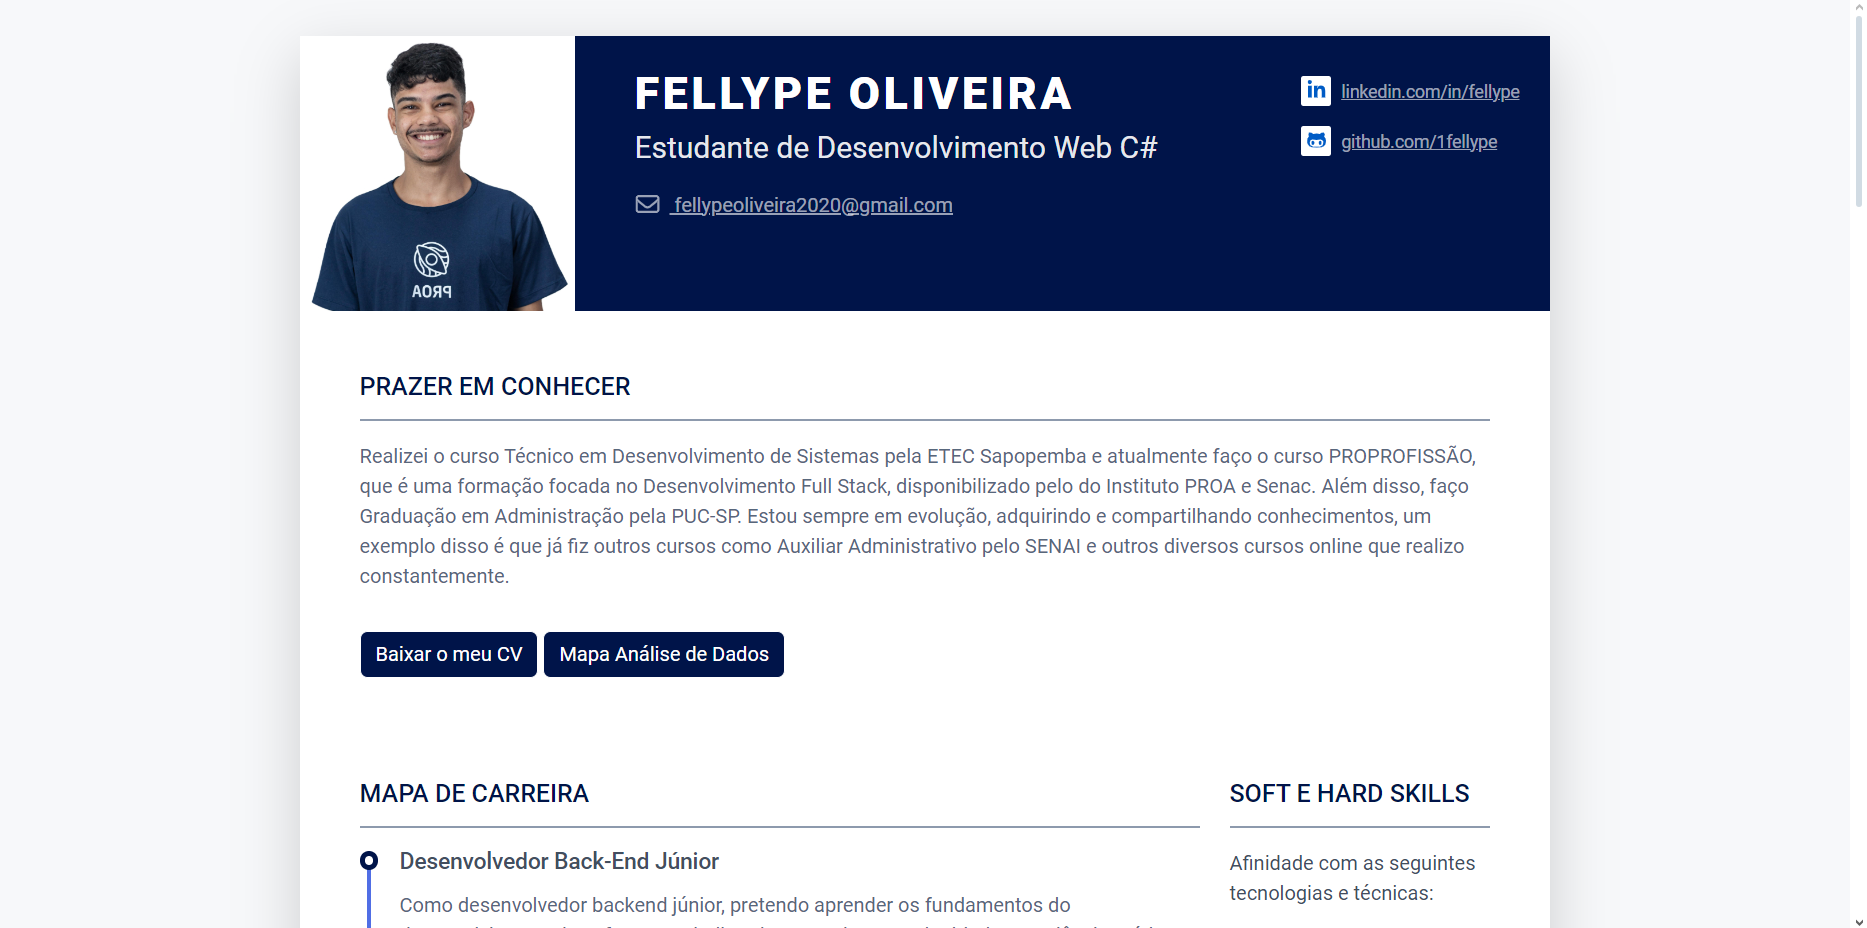 FELLYPE OLIVEIRA
Estudante de Desenvolvimento Web C#
fellypeoliveira2020@gmail.com
linkedin.com/in/fellype
github.com/1fellype
PROA
PRAZER EM CONHECER
Realizei o curso Técnico em Desenvolvimento de Sistemas pela ETEC Sapopemba e atualmente faço o curso PROPROFISSÃO,
que é uma formação focada no Desenvolvimento Full Stack, disponibilizado pelo do Instituto PROA e Senac. Além disso, faço
Graduação em Administração pela PUC-SP. Estou sempre em evolução, adquirindo e compartilhando conhecimentos, um
exemplo disso é que já fiz outros cursos como Auxiliar Administrativo pelo SENAI e outros diversos cursos online que realizo
constantemente.
Baixar o meu CV
Mapa Análise de Dados
MAPA DE CARREIRA
Desenvolvedor Back-End Júnior
Como desenvolvedor backend júnior, pretendo aprender os fundamentos do
SOFT E HARD SKILLS
Afinidade com as seguintes
tecnologias e técnicas: